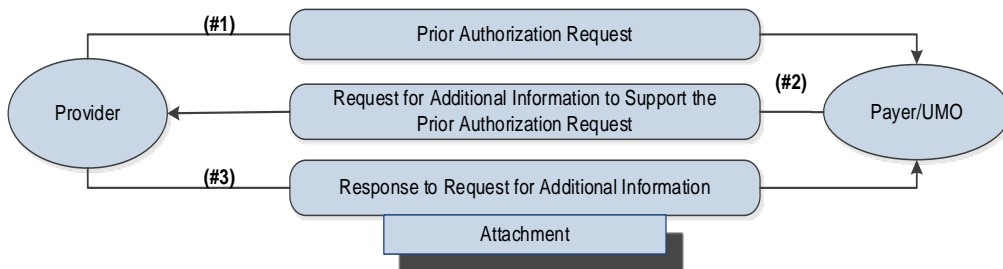 (#1)
Prior Authorization Request
Provider
Request for Additional Information to Support the
Prior Authorization Request
(#2)
Payer/UMO
(#3)
Response to Request for Additional Information
Attachment